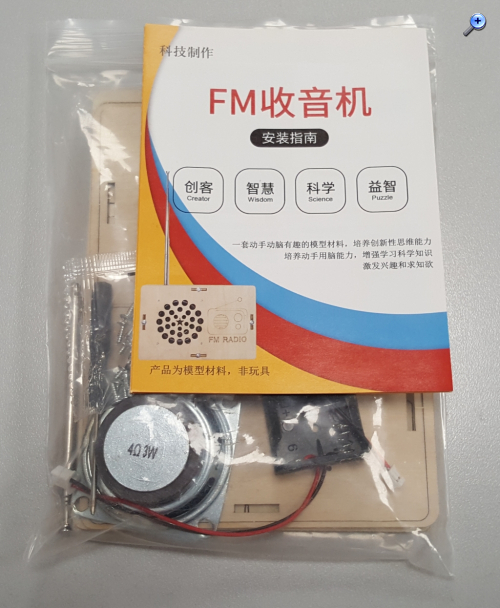 科技制作
FM收音机
安装指南
创客 智慧 科学 益智
Creator Wisdom Science Puzzle
一套动手动脑有趣的模型材料，培养创新性思维能力
培养动手用脑能力，增强学习科学知识
激发兴趣和求知欲
FM RADIO
产品为模型材料，非玩具
4Ω3W